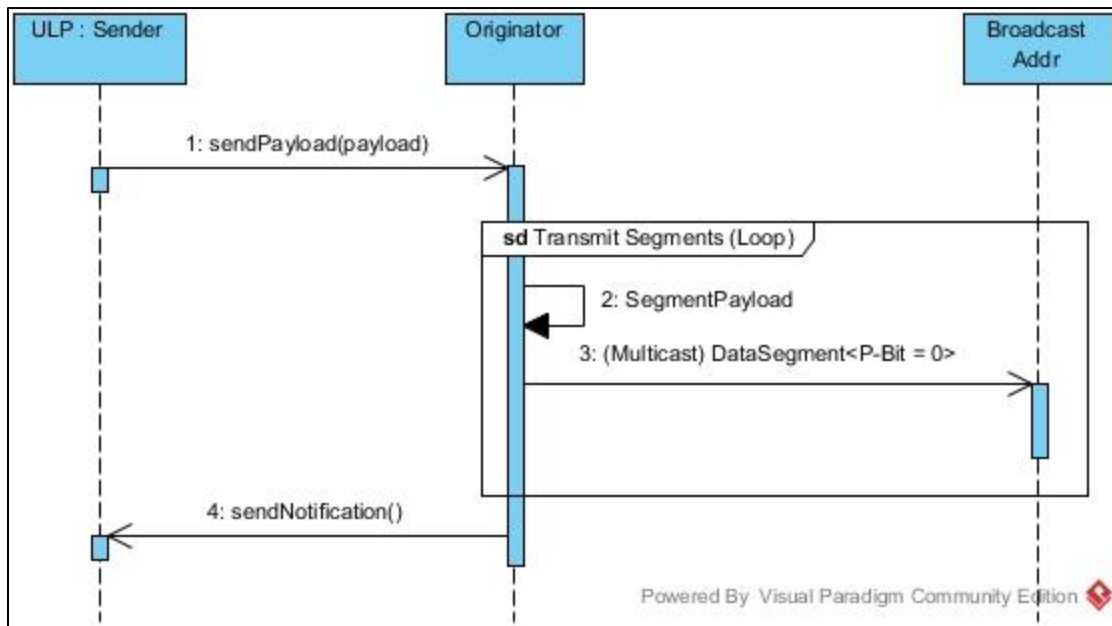 ULP : Sender
Originator
Broadcast
Addr
1: sendPayload(payload)
sd Transmit Segments (Loop)
2: SegmentPayload
3: (Multicast) DataSegment<P-Bit = 0>
4: sendNotification()
Powered By Visual Paradigm Community Edition